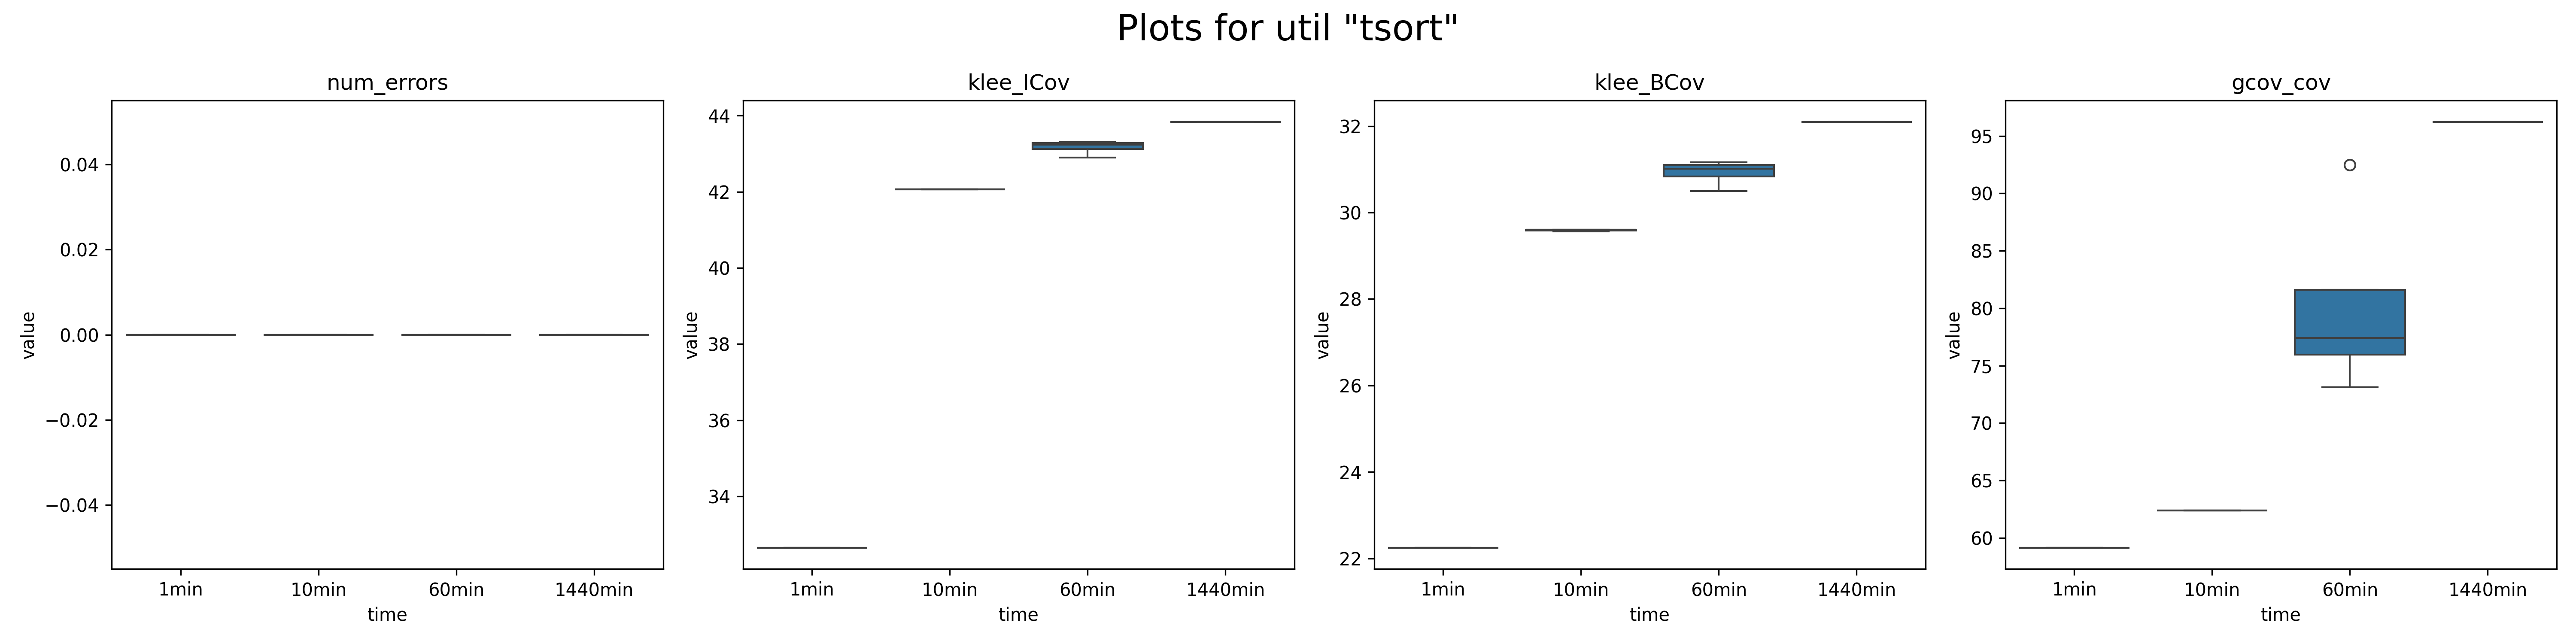 Plots for util "tsort"
num_errors
value
0.04
0.02
0.00
−0.02
−0.04
1min 10min 60min 1440min
time
klee_ICov
value
44
42
40
38
36
34
1min 10min 60min 1440min
time
klee_BCov
value
32
30
28
26
24
22
1min 10min 60min 1440min
time
gcov_cov
value
95
90
85
80
75
70
65
60
1min 10min 60min 1440min
time